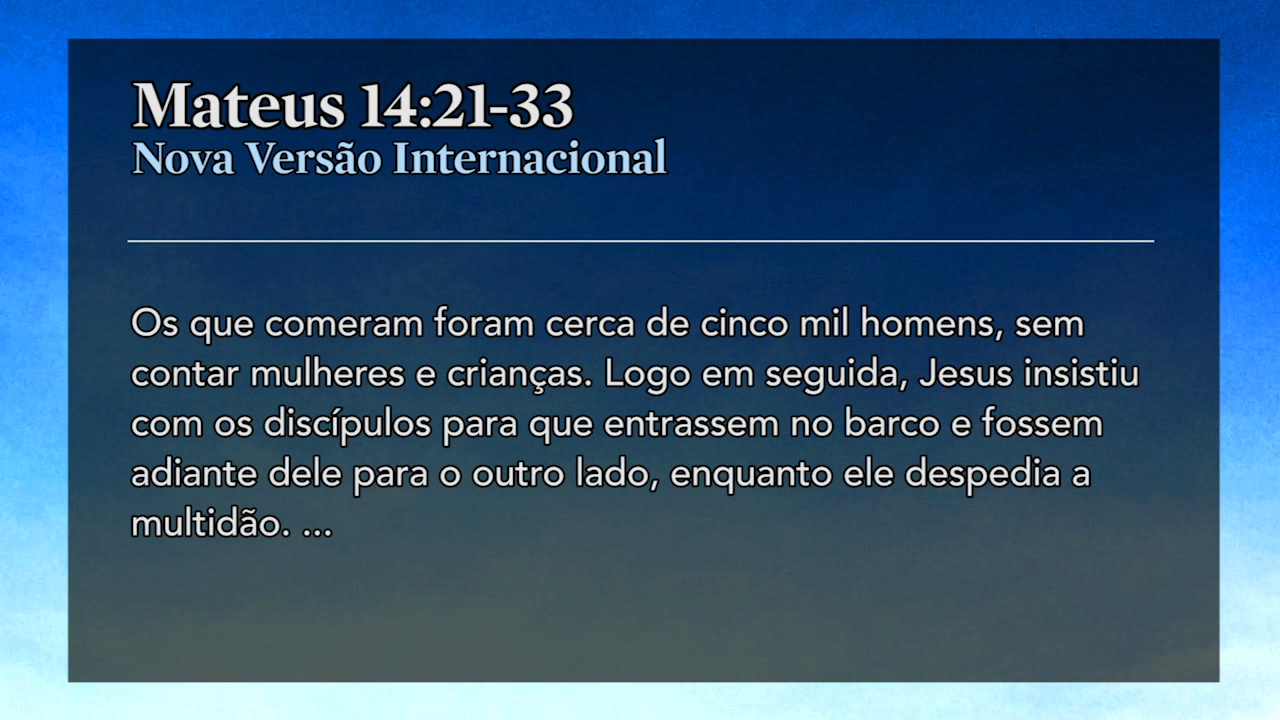 Mateus 14:21-33
Nova Versão Internacional
Os que comeram foram cerca de cinco mil homens, sem
contar mulheres e crianças. Logo em seguida, Jesus insistiu
com os discípulos para que entrassem no barco e fossem
adiante dele para o outro lado, enquanto ele despedia a
multidão. ...